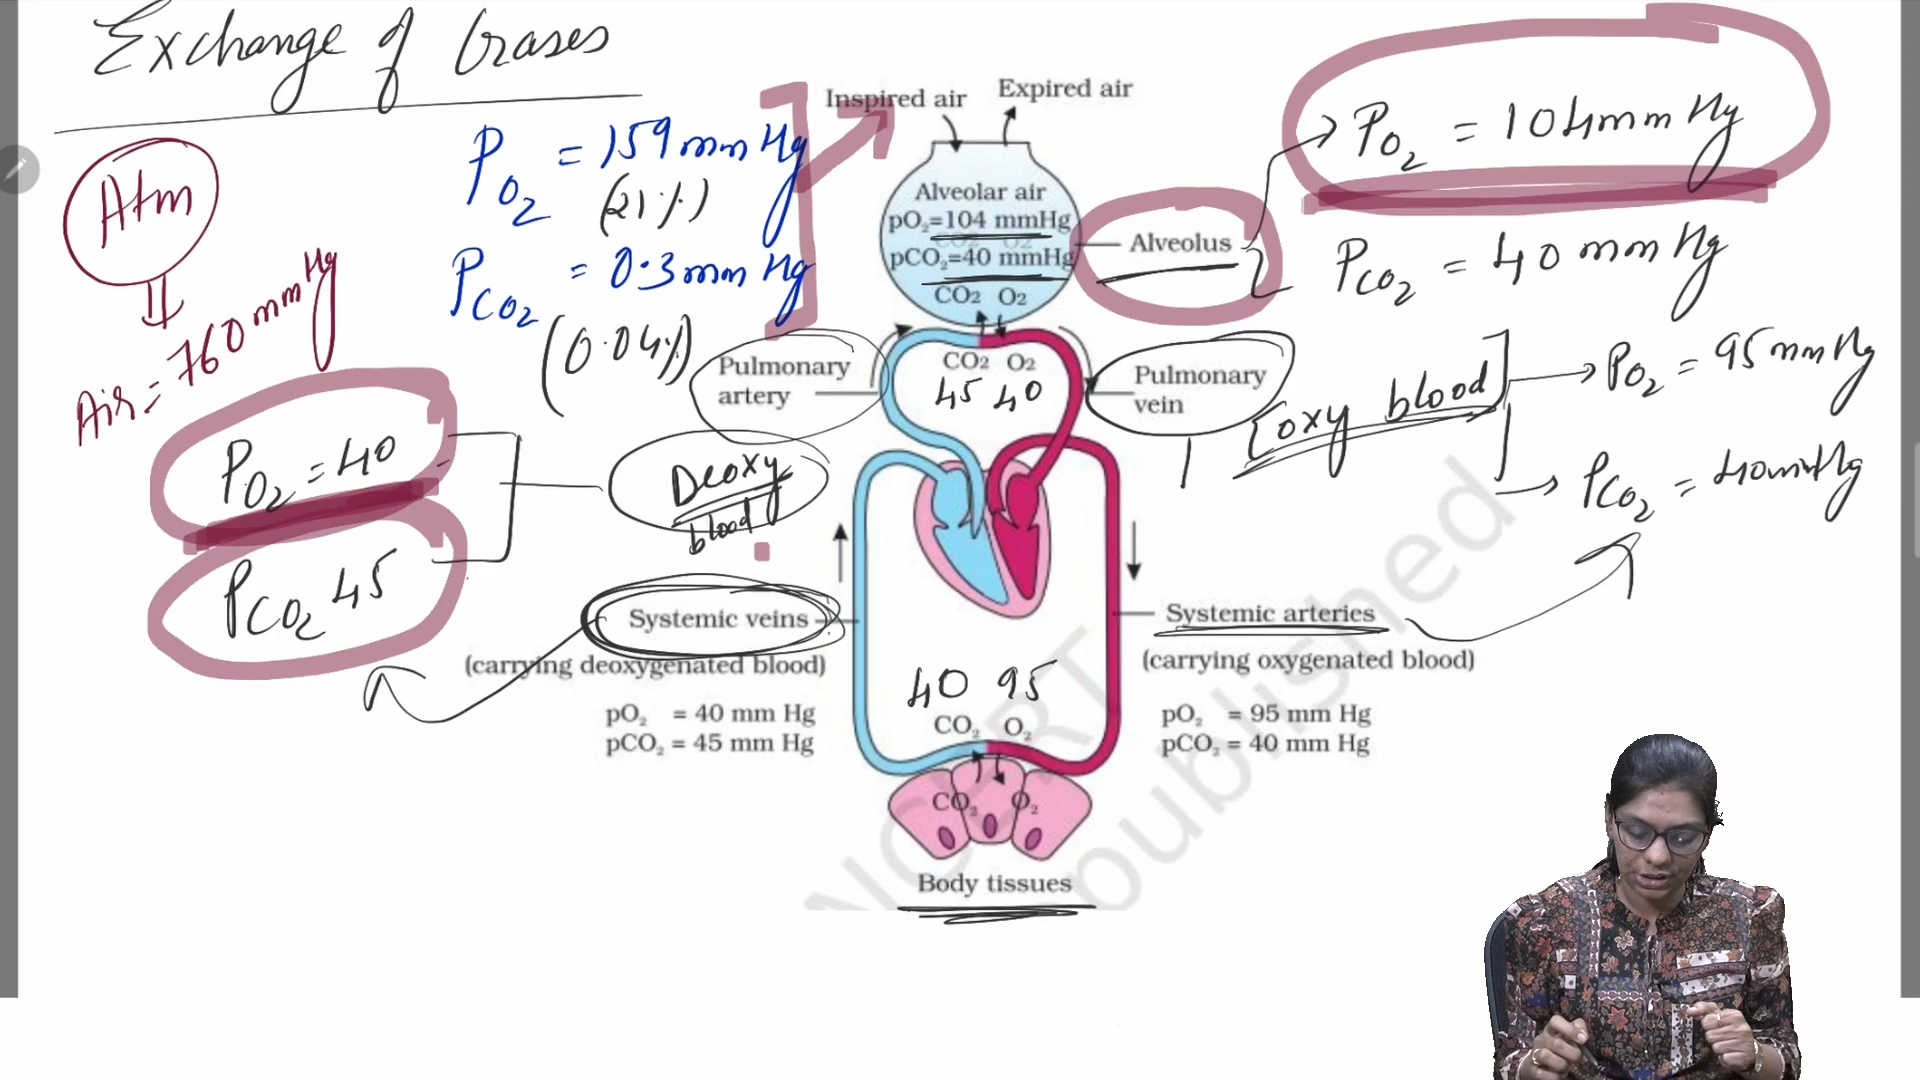 Exchange of Gases
Atm
Air = 760 mm Hg
PO2 = 159 mm Hg
(21%)
PCO2 = 0.3 mm Hg
(0.04%)
Inspired air
Expired air
Alveolar air
pO₂=104 mmHg
pCO₂=40 mmHg
CO2 O2
Alveolus
PO2 = 104 mm Hg
PCO2 = 40 mm Hg
Pulmonary
artery
CO2 O2
45 40
Pulmonary
vein
[oxy blood]
PO2 = 95 mm Hg
PCO2 = 40 mm Hg
PO2 = 40
PCO2 45
Deoxy
blood
Systemic veins
(carrying deoxygenated blood)
pO₂ = 40 mm Hg
pCO₂ = 45 mm Hg
Systemic arteries
(carrying oxygenated blood)
pO₂ = 95 mm Hg
pCO₂ = 40 mm Hg
40 95
CO₂ O₂
CO₂ O₂
Body tissues